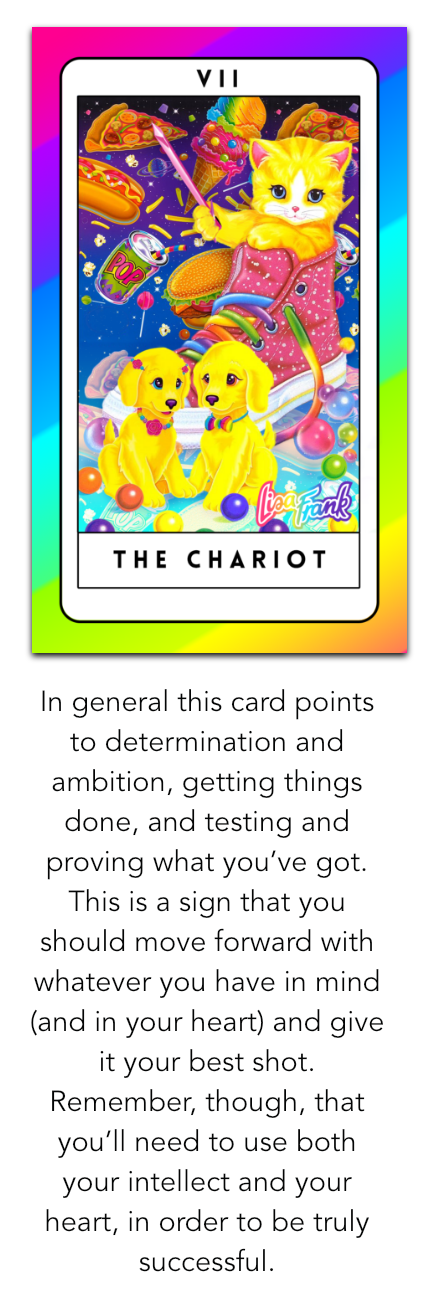 VII
POP
Lisa Frank
THE CHARIOT
In general this card points
to determination and
ambition, getting things
done, and testing and
proving what you’ve got.
This is a sign that you
should move forward with
whatever you have in mind
(and in your heart) and give
it your best shot.
Remember, though, that
you’ll need to use both
your intellect and your
heart, in order to be truly
successful.